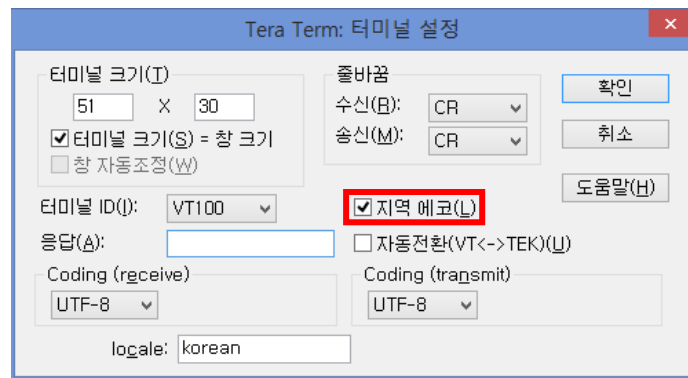 Tera Term: 터미널 설정
터미널 크기(T)
51 X 30
터미널 크기(S) = 창 크기
창 자동조정(W)
줄바꿈
수신(R): CR
송신(M): CR
확인
취소
도움말(H)
터미널 ID(I): VT100
지역 에코(L)
응답(A):
자동전환(VT<->TEK)(U)
Coding (receive)
UTF-8
Coding (transmit)
UTF-8
locale: korean